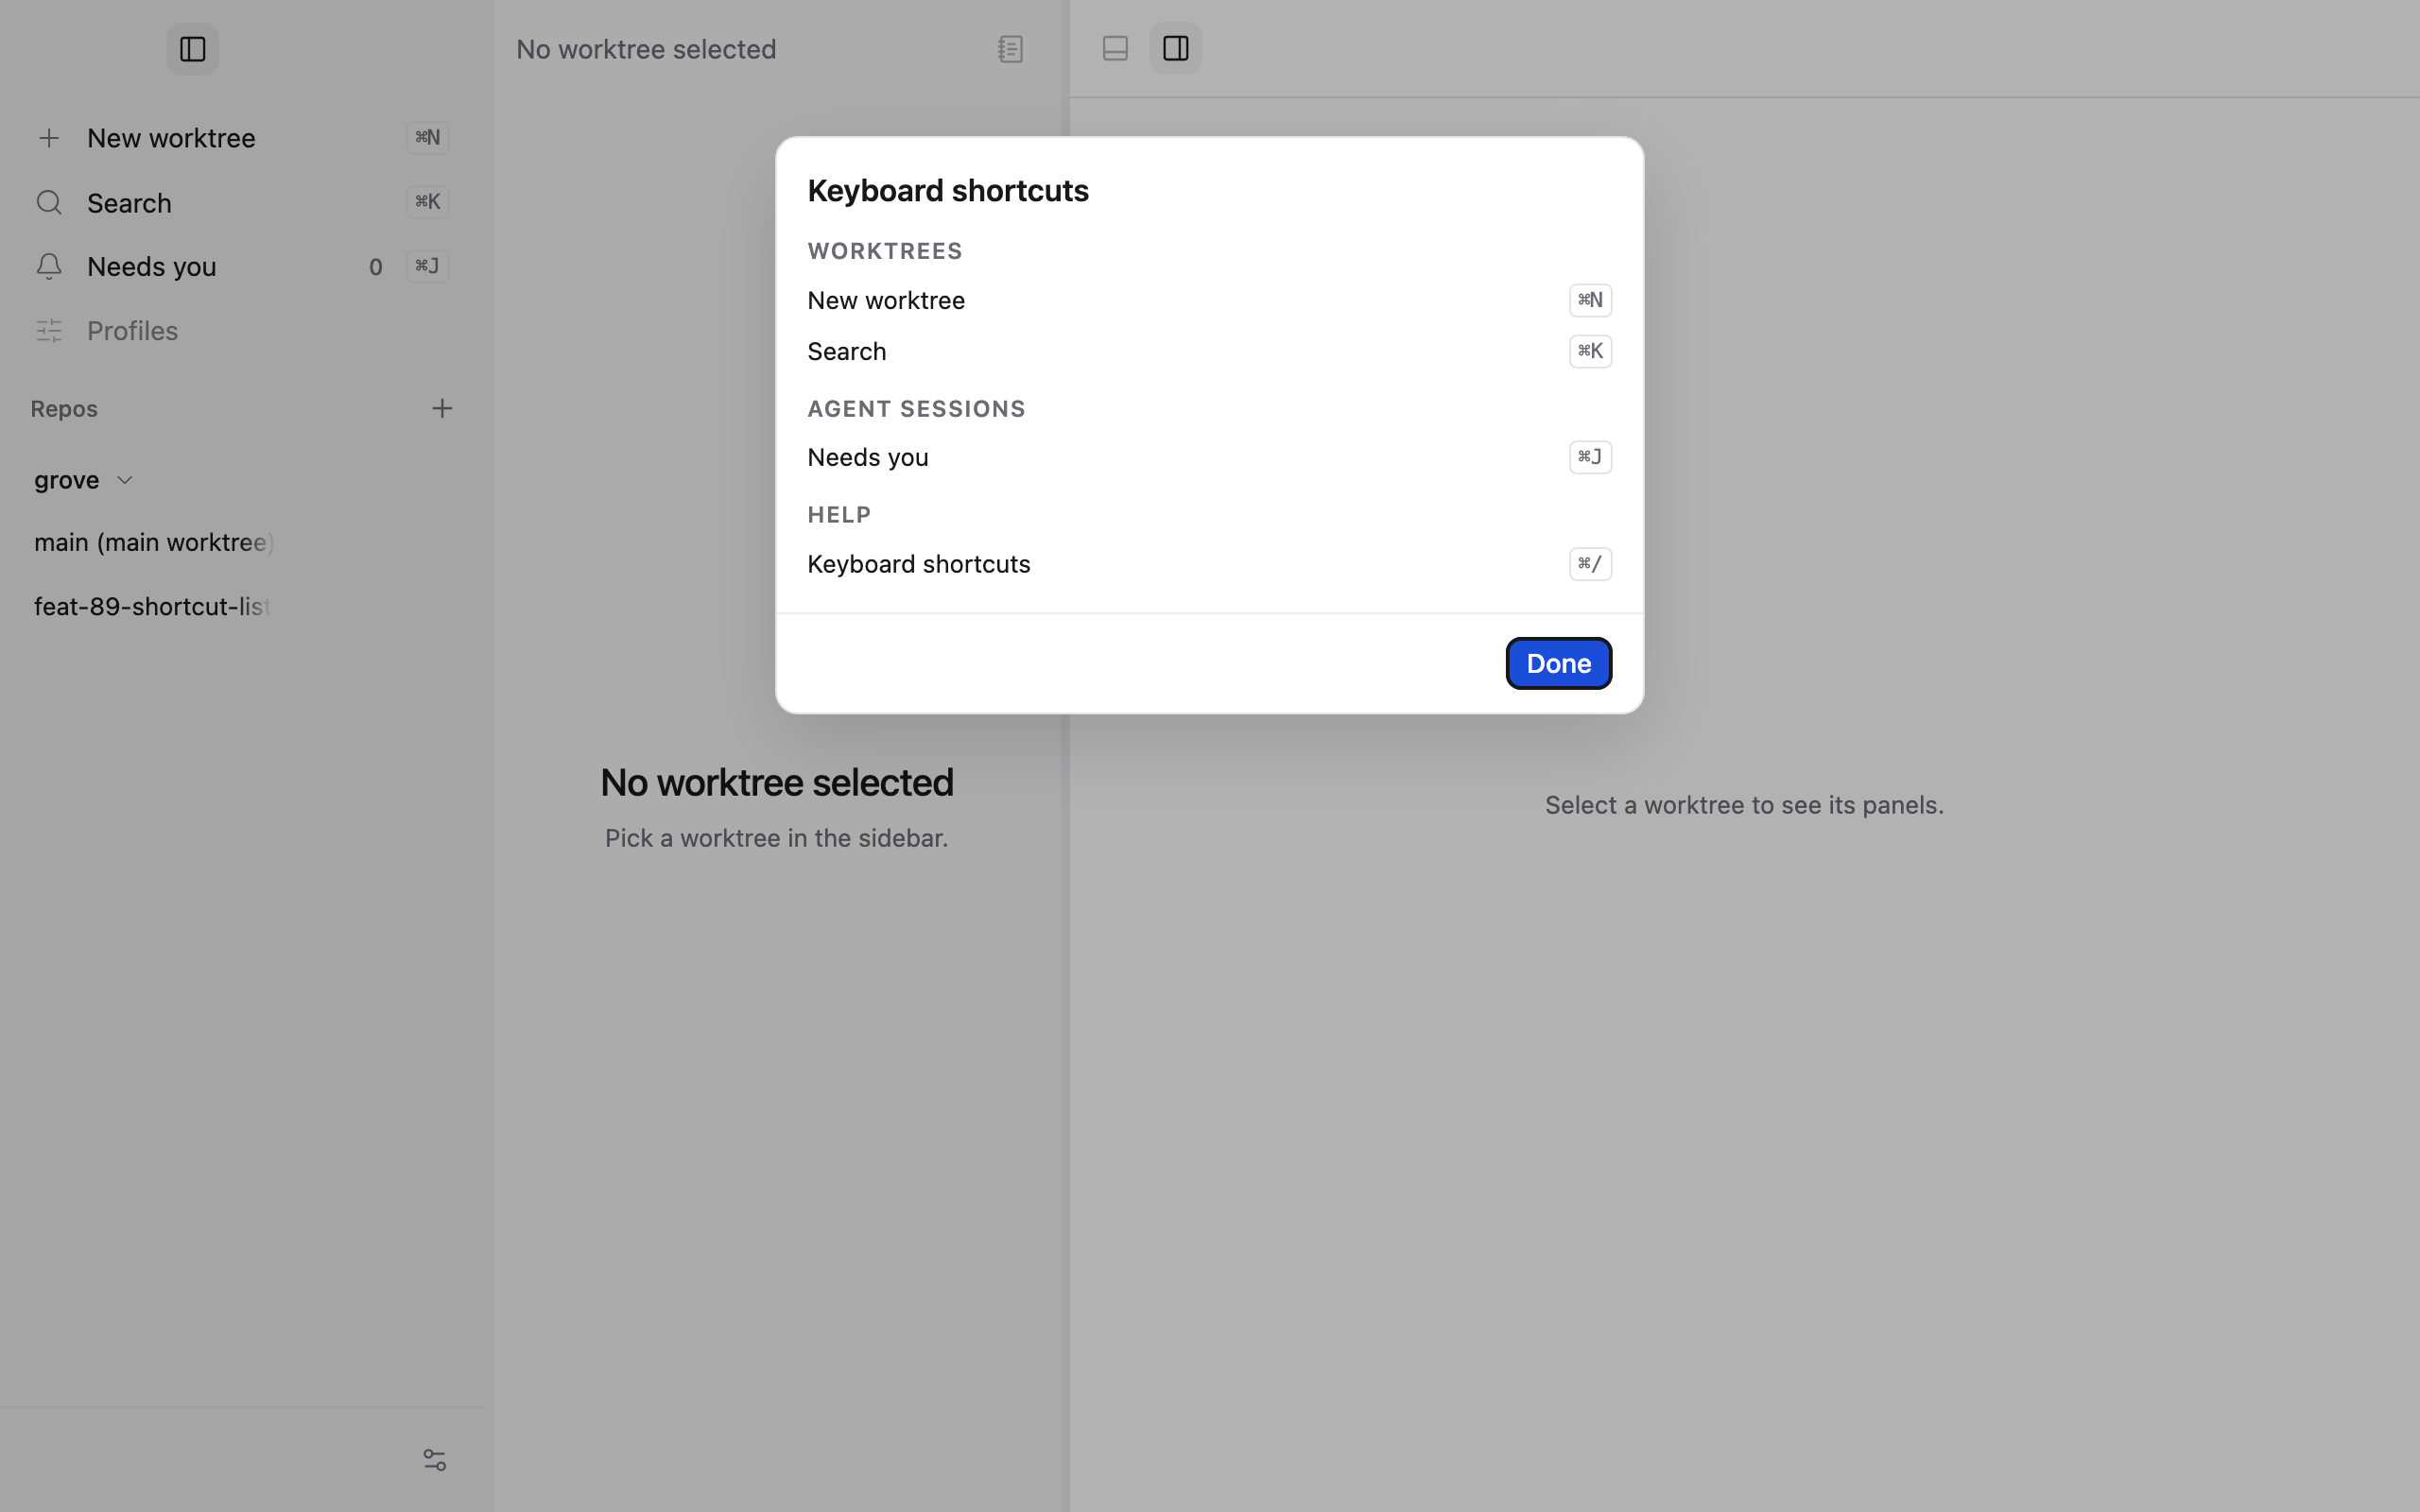 No worktree selected
New worktree ⌘N
Search ⌘K
Needs you 0 ⌘J
Profiles
Repos
grove
main (main worktree)
feat-89-shortcut-list
Keyboard shortcuts
WORKTREES
New worktree ⌘N
Search ⌘K
AGENT SESSIONS
Needs you ⌘J
HELP
Keyboard shortcuts ⌘/
Done
No worktree selected
Pick a worktree in the sidebar.
Select a worktree to see its panels.